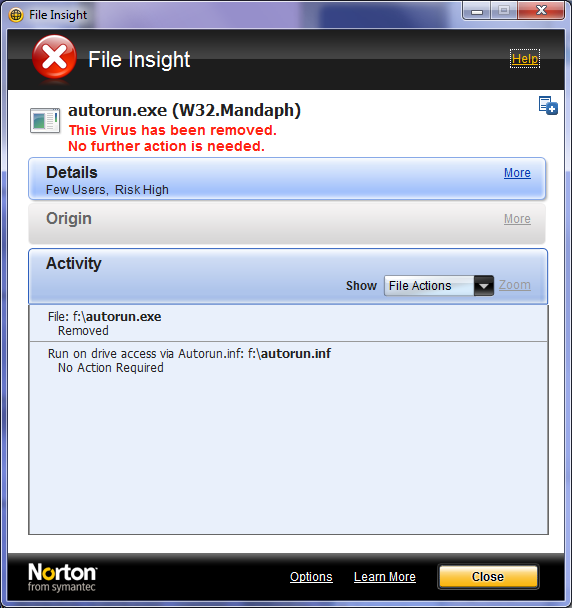 File Insight
File Insight
Help
autorun.exe (W32.Mandaph)
This Virus has been removed.
No further action is needed.
Details
More
Few Users, Risk High
Origin
More
Activity
Show File Actions Zoom
File: f:\autorun.exe
Removed
Run on drive access via Autorun.inf: f:\autorun.inf
No Action Required
Norton
from symantec
Options Learn More Close